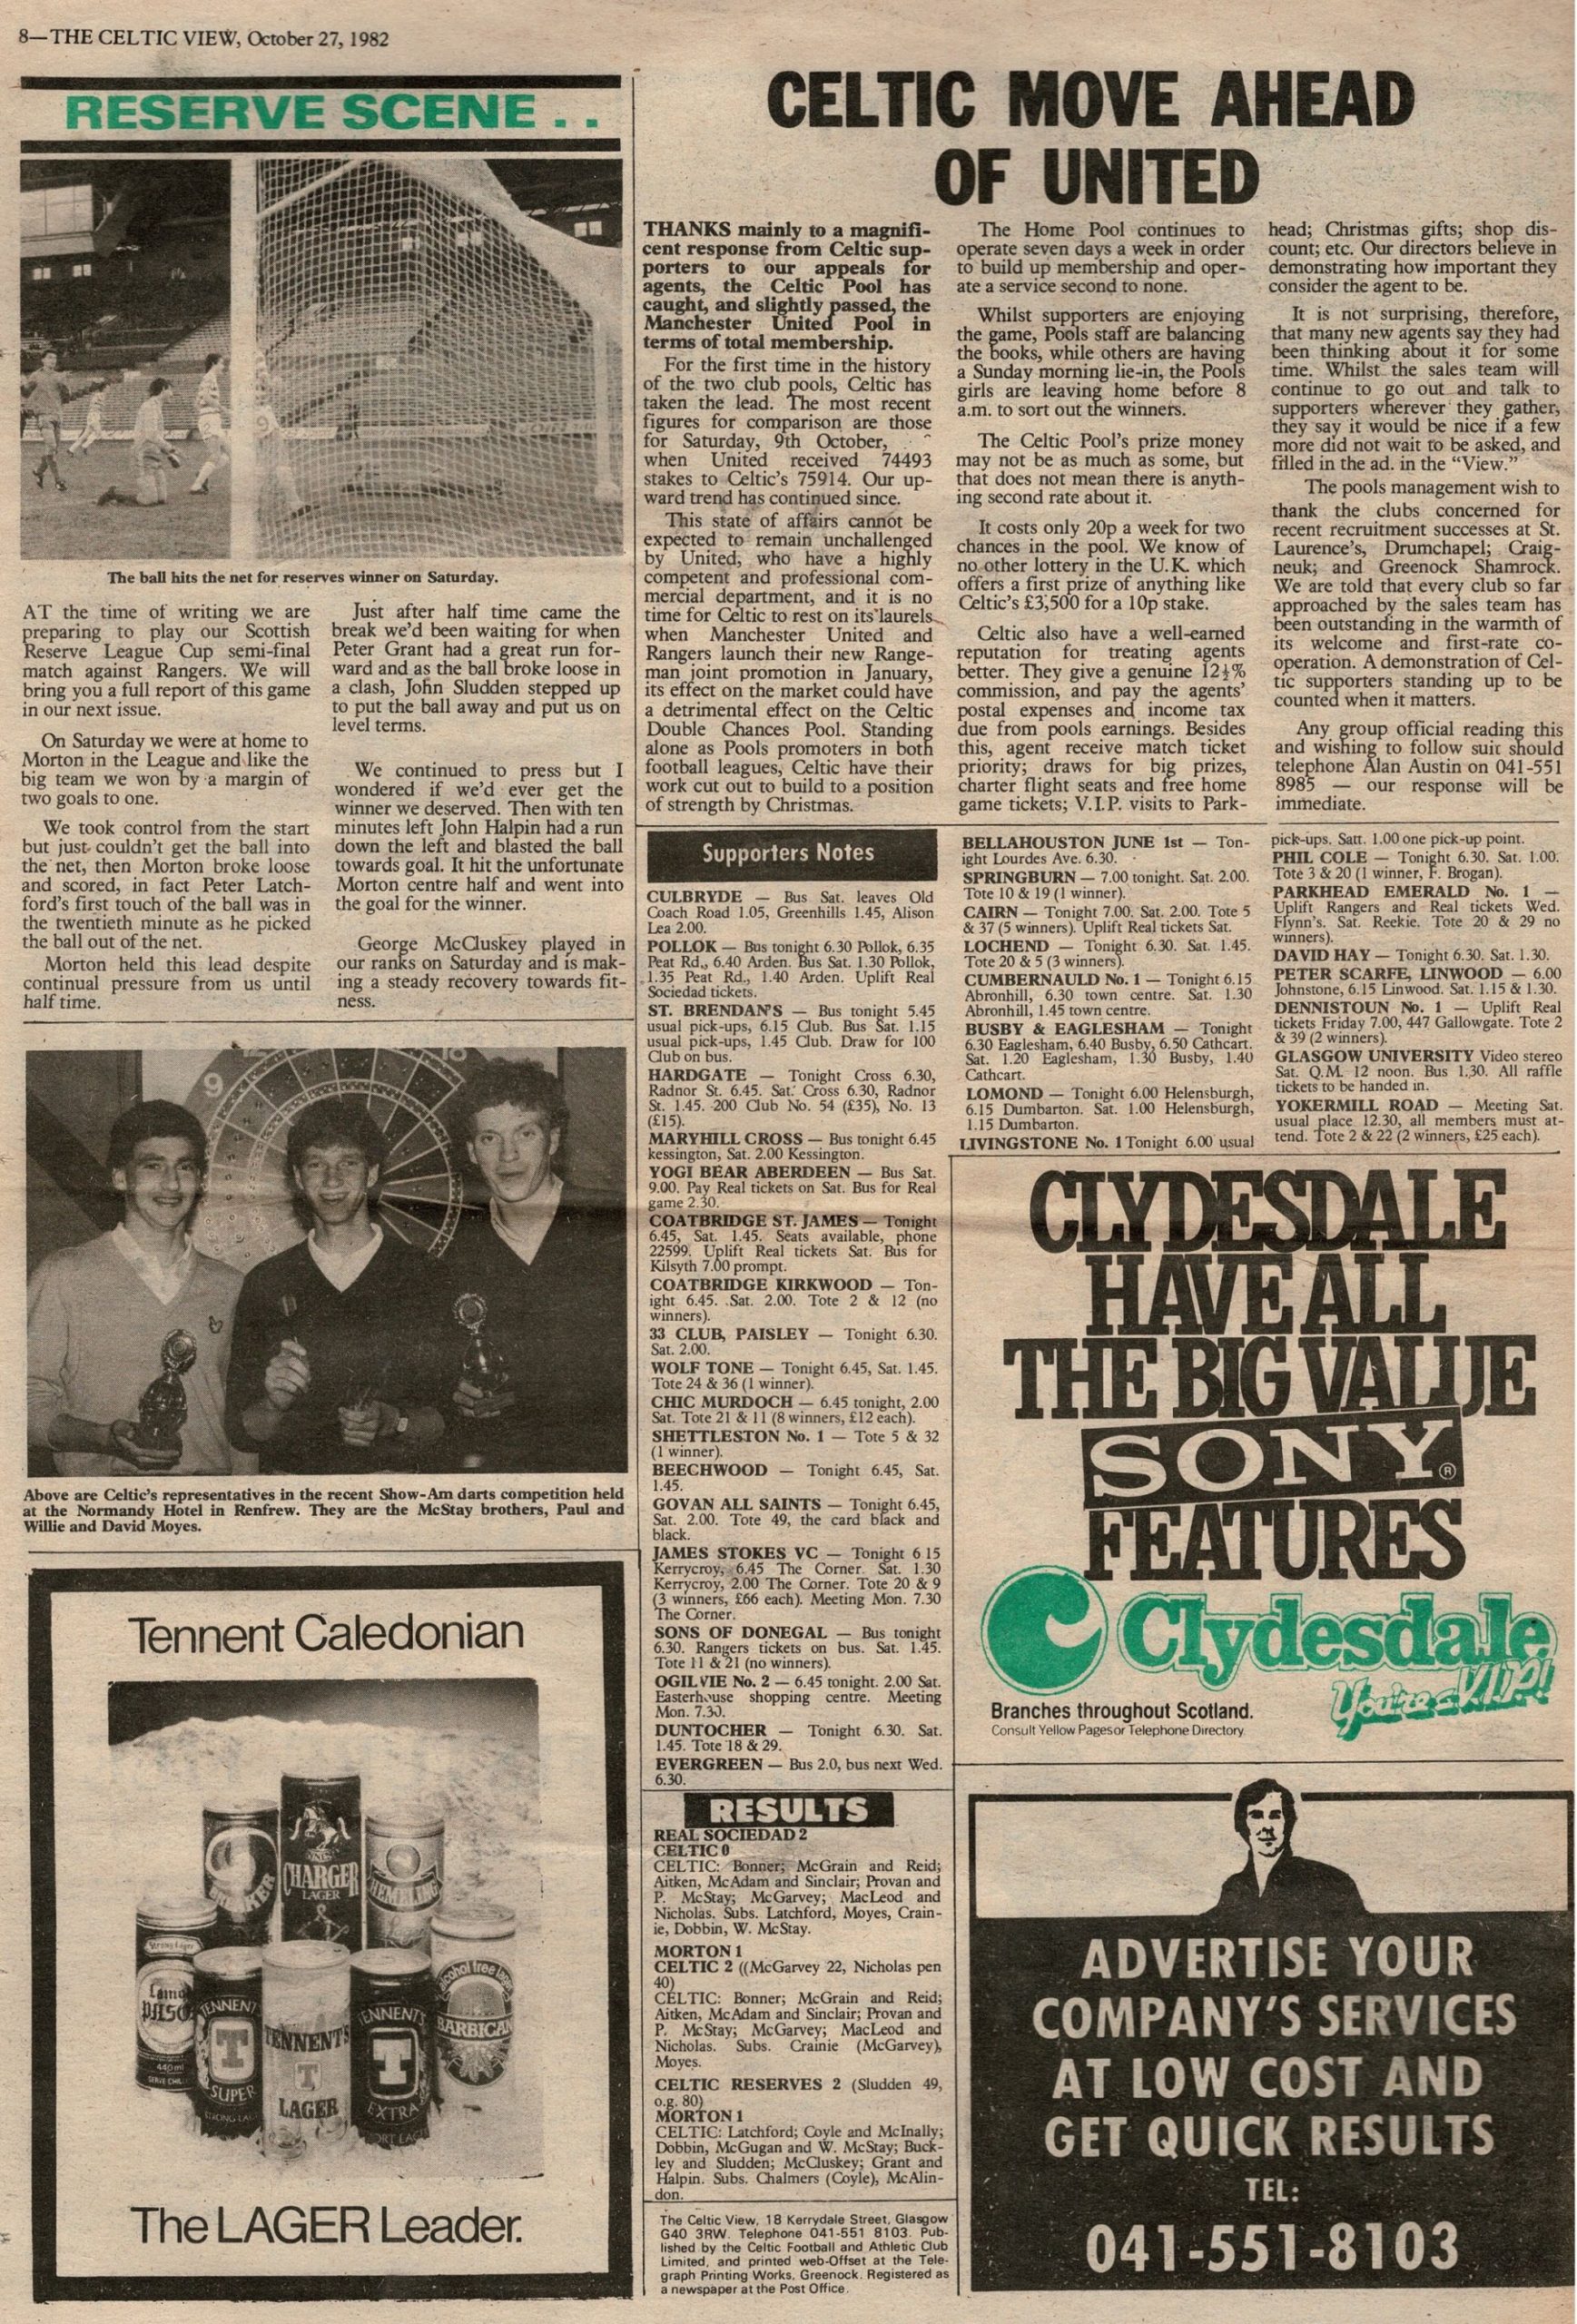 8—THE CELTIC VIEW, October 27, 1982
RESERVE SCENE . .
The ball hits the net for reserves winner on Saturday.
AT the time of writing we are
preparing to play our Scottish
Reserve League Cup semi-final
match against Rangers. We will
bring you a full report of this game
in our next issue.
On Saturday we were at home to
Morton in the League and like the
big team we won by a margin of
two goals to one.
We took control from the start
but just couldn't get the ball into
the net, then Morton broke loose
and scored, in fact Peter Latch-
ford's first touch of the ball was in
the twentieth minute as he picked
the ball out of the net.
Morton held this lead despite
continual pressure from us until
half time.
Just after half time came the
break we'd been waiting for when
Peter Grant had a great run for-
ward and as the ball broke loose in
a clash, John Sludden stepped up
to put the ball away and put us on
level terms.
We continued to press but I
wondered if we'd ever get the
winner we deserved. Then with ten
minutes left John Halpin had a run
down the left and blasted the ball
towards goal. It hit the unfortunate
Morton centre half and went into
the goal for the winner.
George McCluskey played in
our ranks on Saturday and is mak-
ing a steady recovery towards fit-
ness.
Above are Celtic's representatives in the recent Show-Am darts competition held
at the Normandy Hotel in Renfrew. They are the McStay brothers, Paul and
Willie and David Moyes.
Tennent Caledonian
CHARGER
LAGER
HEMELING
Strong Lager
PILS
440ml
TENNENT
T
SUPER
TENNENT'S
T
LAGER
TENNENT'S
T
EXTRA
alcohol free lager
BARBICAN
The LAGER Leader.
CELTIC MOVE AHEAD
OF UNITED
THANKS mainly to a magnifi-
cent response from Celtic sup-
porters to our appeals for
agents, the Celtic Pool has
caught, and slightly passed, the
Manchester United Pool in
terms of total membership.
For the first time in the history
of the two club pools, Celtic has
taken the lead. The most recent
figures for comparison are those
for Saturday, 9th October,
when United received 74493
stakes to Celtic's 75914. Our up-
ward trend has continued since.
This state of affairs cannot be
expected to remain unchallenged
by United, who have a highly
competent and professional com-
mercial department, and it is no
time for Celtic to rest on its laurels
when Manchester United and
Rangers launch their new Range-
man joint promotion in January,
its effect on the market could have
a detrimental effect on the Celtic
Double Chances Pool. Standing
alone as Pools promoters in both
football leagues, Celtic have their
work cut out to build to a position
of strength by Christmas.
The Home Pool continues to
operate seven days a week in order
to build up membership and oper-
ate a service second to none.
Whilst supporters are enjoying
the game, Pools staff are balancing
the books, while others are having
a Sunday morning lie-in, the Pools
girls are leaving home before 8
a.m. to sort out the winners.
The Celtic Pool's prize money
may not be as much as some, but
that does not mean there is anyth-
ing second rate about it.
It costs only 20p a week for two
chances in the pool. We know of
no other lottery in the U.K. which
offers a first prize of anything like
Celtic's £3,500 for a 10p stake.
Celtic also have a well-earned
reputation for treating agents
better. They give a genuine 12½%
commission, and pay the agents'
postal expenses and income tax
due from pools earnings. Besides
this, agent receive match ticket
priority; draws for big prizes,
charter flight seats and free home
game tickets; V.I.P. visits to Park-
head; Christmas gifts; shop dis-
count; etc. Our directors believe in
demonstrating how important they
consider the agent to be.
It is not surprising, therefore,
that many new agents say they had
been thinking about it for some
time. Whilst the sales team will
continue to go out and talk to
supporters wherever they gather,
they say it would be nice if a few
more did not wait to be asked, and
filled in the ad. in the "View."
The pools management wish to
thank the clubs concerned for
recent recruitment successes at St.
Laurence's, Drumchapel; Craig-
neuk; and Greenock Shamrock.
We are told that every club so far
approached by the sales team has
been outstanding in the warmth of
its welcome and first-rate co-
operation. A demonstration of Cel-
tic supporters standing up to be
counted when it matters.
Any group official reading this
and wishing to follow suit should
telephone Alan Austin on 041-551
8985 — our response will be
immediate.
Supporters Notes
CULBRYDE — Bus Sat. leaves Old
Coach Road 1.05, Greenhills 1.45, Alison
Lea 2.00.
POLLOK — Bus tonight 6.30 Pollok, 6.35
Peat Rd., 6.40 Arden. Bus Sat. 1.30 Pollok,
1.35 Peat Rd., 1.40 Arden. Uplift Real
Sociedad tickets.
ST. BRENDAN'S — Bus tonight 5.45
usual pick-ups, 6.15 Club. Bus Sat. 1.15
usual pick-ups, 1.45 Club. Draw for 100
Club on bus.
HARDGATE — Tonight Cross 6.30,
Radnor St. 6.45. Sat. Cross 6.30, Radnor
St. 1.45. 200 Club No. 54 (£35), No. 13
(£15).
MARYHILL CROSS — Bus tonight 6.45
kessington, Sat. 2.00 Kessington.
YOGI BEAR ABERDEEN — Bus Sat.
9.00. Pay Real tickets on Sat. Bus for Real
game 2.30.
COATBRIDGE ST. JAMES — Tonight
6.45, Sat. 1.45. Seats available, phone
22599. Uplift Real tickets Sat. Bus for
Kilsyth 7.00 prompt.
COATBRIDGE KIRKWOOD — Ton-
ight 6.45. Sat. 2.00. Tote 2 & 12 (no
winners).
33 CLUB, PAISLEY — Tonight 6.30.
Sat. 2.00.
WOLF TONE — Tonight 6.45, Sat. 1.45.
Tote 24 & 36 (1 winner).
CHIC MURDOCH — 6.45 tonight, 2.00
Sat. Tote 21 & 11 (8 winners, £12 each).
SHETTLESTON No. 1 — Tote 5 & 32
(1 winner).
BEECHWOOD — Tonight 6.45, Sat.
1.45.
GOVAN ALL SAINTS — Tonight 6.45,
Sat. 2.00. Tote 49, the card black and
black.
JAMES STOKES VC — Tonight 6 15
Kerrycroy, 6.45 The Corner. Sat. 1.30
Kerrycroy, 2.00 The Corner. Tote 20 & 9
(3 winners, £66 each). Meeting Mon. 7.30
The Corner.
SONS OF DONEGAL — Bus tonight
6.30. Rangers tickets on bus. Sat. 1.45.
Tote 11 & 21 (no winners).
OGILVIE No. 2 — 6.45 tonight. 2.00 Sat.
Easterhouse shopping centre. Meeting
Mon. 7.30.
DUNTOCHER — Tonight 6.30. Sat.
1.45. Tote 18 & 29.
EVERGREEN — Bus 2.0, bus next Wed.
6.30.
BELLAHOUSTON JUNE 1st — Ton-
ight Lourdes Ave. 6.30.
SPRINGBURN — 7.00 tonight. Sat. 2.00.
Tote 10 & 19 (1 winner).
CAIRN — Tonight 7.00. Sat. 2.00. Tote 5
& 37 (5 winners). Uplift Real tickets Sat.
LOCHEND — Tonight 6.30. Sat. 1.45.
Tote 20 & 5 (3 winners).
CUMBERNAULD No. 1 — Tonight 6.15
Abronhill, 6.30 town centre. Sat. 1.30
Abronhill, 1.45 town centre.
BUSBY & EAGLESHAM — Tonight
6.30 Eaglesham, 6.40 Busby, 6.50 Cathcart.
Sat. 1.20 Eaglesham, 1.30 Busby, 1.40
Cathcart.
LOMOND — Tonight 6.00 Helensburgh,
6.15 Dumbarton. Sat. 1.00 Helensburgh,
1.15 Dumbarton.
LIVINGSTONE No. 1 Tonight 6.00 usual
pick-ups. Satt. 1.00 one pick-up point.
PHIL COLE — Tonight 6.30. Sat. 1.00.
Tote 3 & 20 (1 winner, F. Brogan).
PARKHEAD EMERALD No. 1 —
Uplift Rangers and Real tickets Wed.
Flynn's. Sat. Reekie. Tote 20 & 29 no
winners).
DAVID HAY — Tonight 6.30. Sat. 1.30.
PETER SCARFE, LINWOOD — 6.00
Johnstone, 6.15 Linwood. Sat. 1.15 & 1.30.
DENNISTOUN No. 1 — Uplift Real
tickets Friday 7.00, 447 Gallowgate. Tote 2
& 39 (2 winners).
GLASGOW UNIVERSITY Video stereo
Sat. Q.M. 12 noon. Bus 1.30. All raffle
tickets to be handed in.
YOKERMILL ROAD — Meeting Sat.
usual place 12.30, all members must at-
tend. Tote 2 & 22 (2 winners, £25 each).
RESULTS
REAL SOCIEDAD 2
CELTIC 0
CELTIC: Bonner; McGrain and Reid;
Aitken, McAdam and Sinclair; Provan and
P. McStay; McGarvey; MacLeod and
Nicholas. Subs. Latchford, Moyes, Crain-
ie, Dobbin, W. McStay.
MORTON 1
CELTIC 2 ((McGarvey 22, Nicholas pen
40)
CELTIC: Bonner; McGrain and Reid;
Aitken, McAdam and Sinclair; Provan and
P. McStay; McGarvey; MacLeod and
Nicholas. Subs. Crainie (McGarvey),
Moyes.
CELTIC RESERVES 2 (Sludden 49,
o.g. 80)
MORTON 1
CELTIC: Latchford; Coyle and McInally;
Dobbin, McGugan and W. McStay; Buck-
ley and Sludden; McCluskey; Grant and
Halpin. Subs. Chalmers (Coyle), McAlin-
don.
The Celtic View, 18 Kerrydale Street, Glasgow
G40 3RW. Telephone 041-551 8103. Pub-
lished by the Celtic Football and Athletic Club
Limited, and printed web-Offset at the Tele-
graph Printing Works, Greenock. Registered as
a newspaper at the Post Office.
CLYDESDALE
HAVE ALL
THE BIG VALUE
SONY®
FEATURES
Clydesdale
You're a V.I.P!
Branches throughout Scotland.
Consult Yellow Pages or Telephone Directory.
ADVERTISE YOUR
COMPANY'S SERVICES
AT LOW COST AND
GET QUICK RESULTS
TEL:
041-551-8103